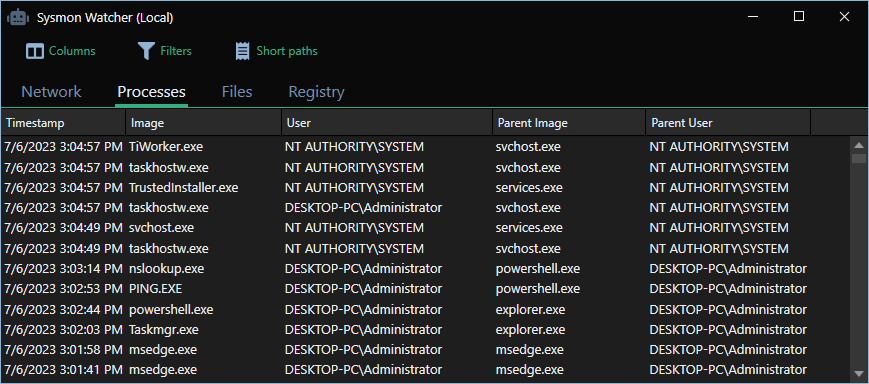 Sysmon Watcher (Local)
Columns Filters Short paths
Network Processes Files Registry
Timestamp Image User Parent Image Parent User
7/6/2023 3:04:57 PM TiWorker.exe NT AUTHORITY\SYSTEM svchost.exe NT AUTHORITY\SYSTEM
7/6/2023 3:04:57 PM taskhostw.exe NT AUTHORITY\SYSTEM svchost.exe NT AUTHORITY\SYSTEM
7/6/2023 3:04:57 PM TrustedInstaller.exe NT AUTHORITY\SYSTEM services.exe NT AUTHORITY\SYSTEM
7/6/2023 3:04:57 PM taskhostw.exe DESKTOP-PC\Administrator svchost.exe NT AUTHORITY\SYSTEM
7/6/2023 3:04:49 PM svchost.exe NT AUTHORITY\SYSTEM services.exe NT AUTHORITY\SYSTEM
7/6/2023 3:04:49 PM taskhostw.exe NT AUTHORITY\SYSTEM svchost.exe NT AUTHORITY\SYSTEM
7/6/2023 3:03:14 PM nslookup.exe DESKTOP-PC\Administrator powershell.exe DESKTOP-PC\Administrator
7/6/2023 3:02:53 PM PING.EXE DESKTOP-PC\Administrator powershell.exe DESKTOP-PC\Administrator
7/6/2023 3:02:44 PM powershell.exe DESKTOP-PC\Administrator explorer.exe DESKTOP-PC\Administrator
7/6/2023 3:02:03 PM Taskmgr.exe DESKTOP-PC\Administrator explorer.exe DESKTOP-PC\Administrator
7/6/2023 3:01:58 PM msedge.exe DESKTOP-PC\Administrator msedge.exe DESKTOP-PC\Administrator
7/6/2023 3:01:41 PM msedge.exe DESKTOP-PC\Administrator msedge.exe DESKTOP-PC\Administrator